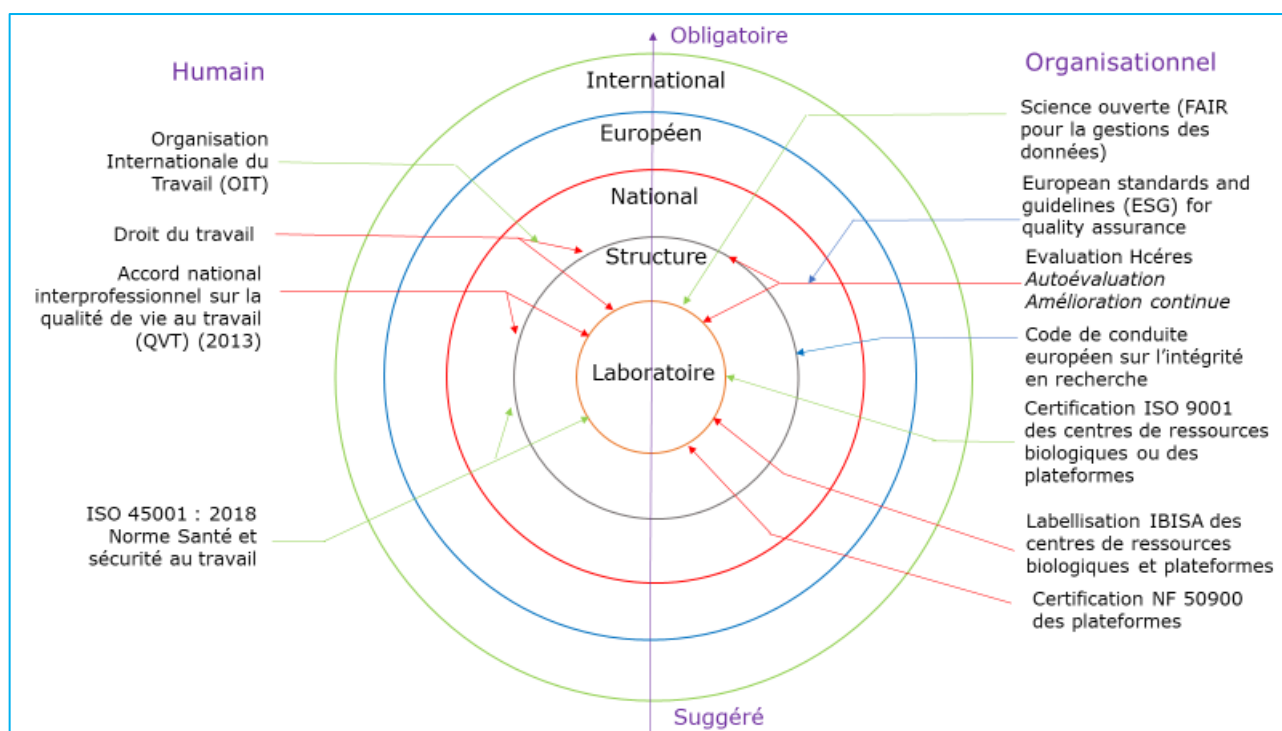 Obligatoire
Humain
Organisationnel
International
Européen
National
Structure
Laboratoire
Organisation
Internationale du
Travail (OIT)
Droit du travail
Accord national
interprofessionnel sur la
qualité de vie au travail
(QVT) (2013)
ISO 45001 : 2018
Norme Santé et
sécurité au travail
Science ouverte (FAIR
pour la gestions des
données)
European standards and
guidelines (ESG) for
quality assurance
Evaluation Hcéres
Autoévaluation
Amélioration continue
Code de conduite
européen sur l’intégrité
en recherche
Certification ISO 9001
des centres de ressources
biologiques ou des
plateformes
Labellisation IBISA des
centres de ressources
biologiques et plateformes
Certification NF 50900
des plateformes
Suggéré